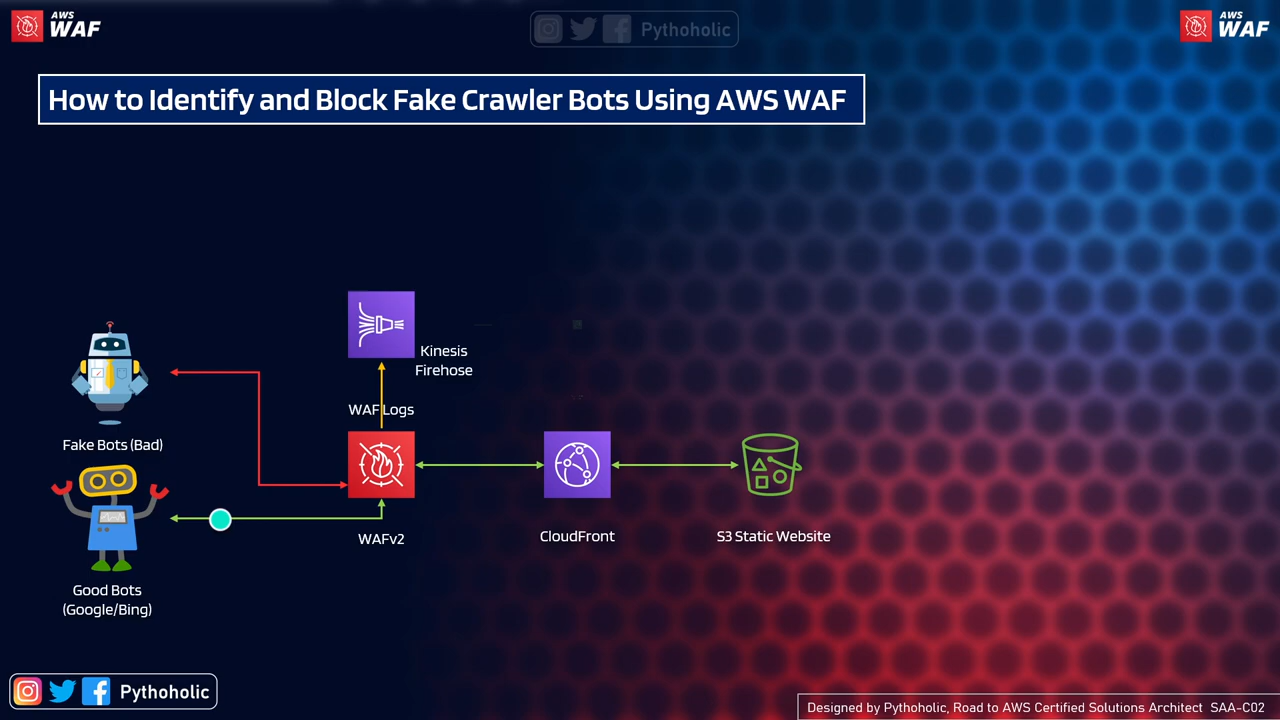 AWS
WAF
Pythoholic
AWS
WAF
How to Identify and Block Fake Crawler Bots Using AWS WAF
Kinesis
Firehose
WAF Logs
Fake Bots (Bad)
WAFv2
CloudFront
S3 Static Website
Good Bots
(Google/Bing)
Pythoholic
Designed by Pythoholic, Road to AWS Certified Solutions Architect SAA-C02